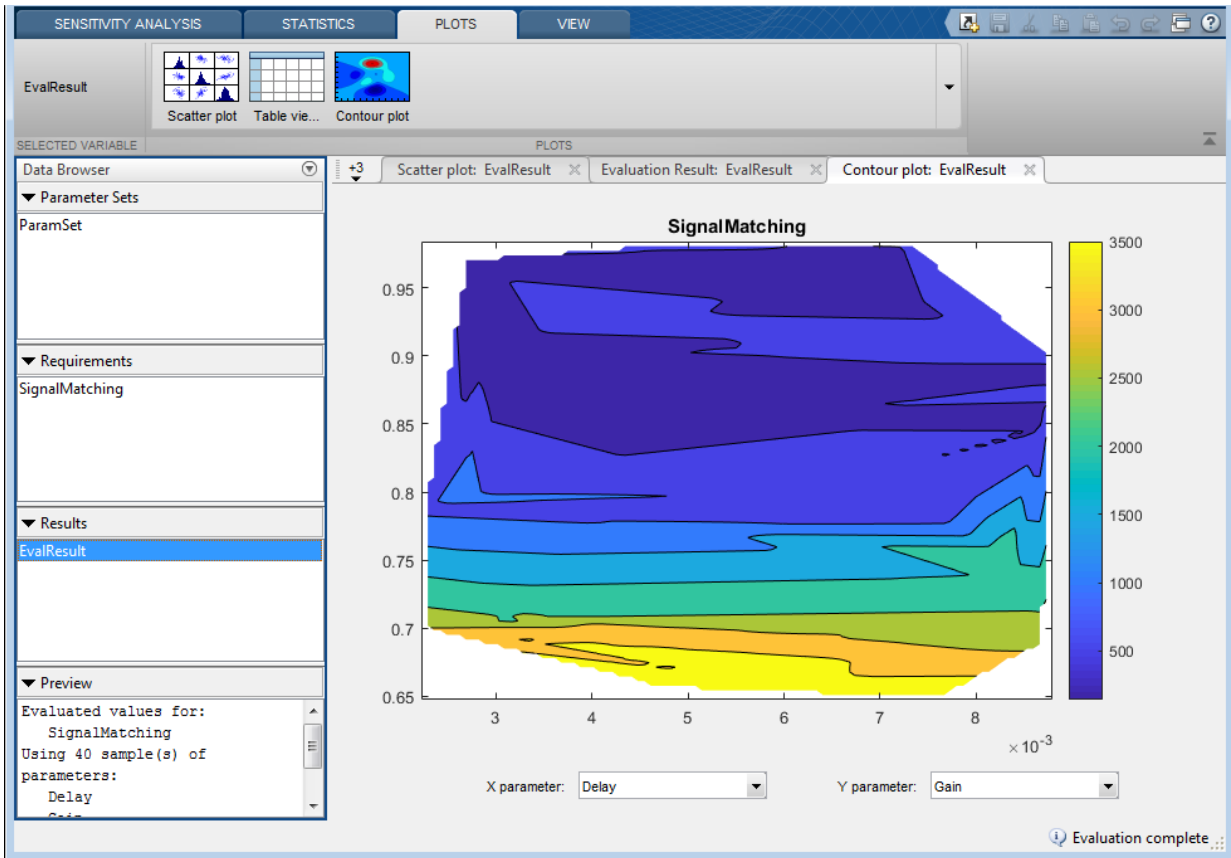 SENSITIVITY ANALYSIS STATISTICS PLOTS VIEW
EvalResult
Scatter plot Table vie... Contour plot
SELECTED VARIABLE PLOTS
Data Browser
+3 Scatter plot: EvalResult Evaluation Result: EvalResult Contour plot: EvalResult
Parameter Sets
ParamSet
Requirements
SignalMatching
Results
EvalResult
Preview
Evaluated values for:
SignalMatching
Using 40 sample(s) of
parameters:
Delay
SignalMatching
0.95
0.9
0.85
0.8
0.75
0.7
0.65
3 4 5 6 7 8
×10⁻³
3500
3000
2500
2000
1500
1000
500
X parameter: Delay Y parameter: Gain
Evaluation complete